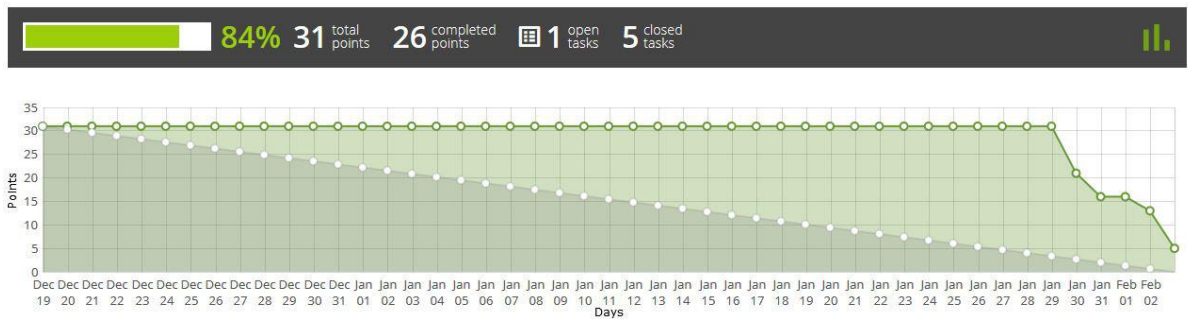 84% 31 total points 26 completed points 1 open tasks 5 closed tasks
35
30
25
20
15
10
5
0
Points
Dec 19 Dec 20 Dec 21 Dec 22 Dec 23 Dec 24 Dec 25 Dec 26 Dec 27 Dec 28 Dec 29 Dec 30 Dec 31 Jan 01 Jan 02 Jan 03 Jan 04 Jan 05 Jan 06 Jan 07 Jan 08 Jan 09 Jan 10 Jan 11 Jan 12 Jan 13 Jan 14 Jan 15 Jan 16 Jan 17 Jan 18 Jan 19 Jan 20 Jan 21 Jan 22 Jan 23 Jan 24 Jan 25 Jan 26 Jan 27 Jan 28 Jan 29 Jan 30 Jan 31 Feb 01 Feb 02
Days